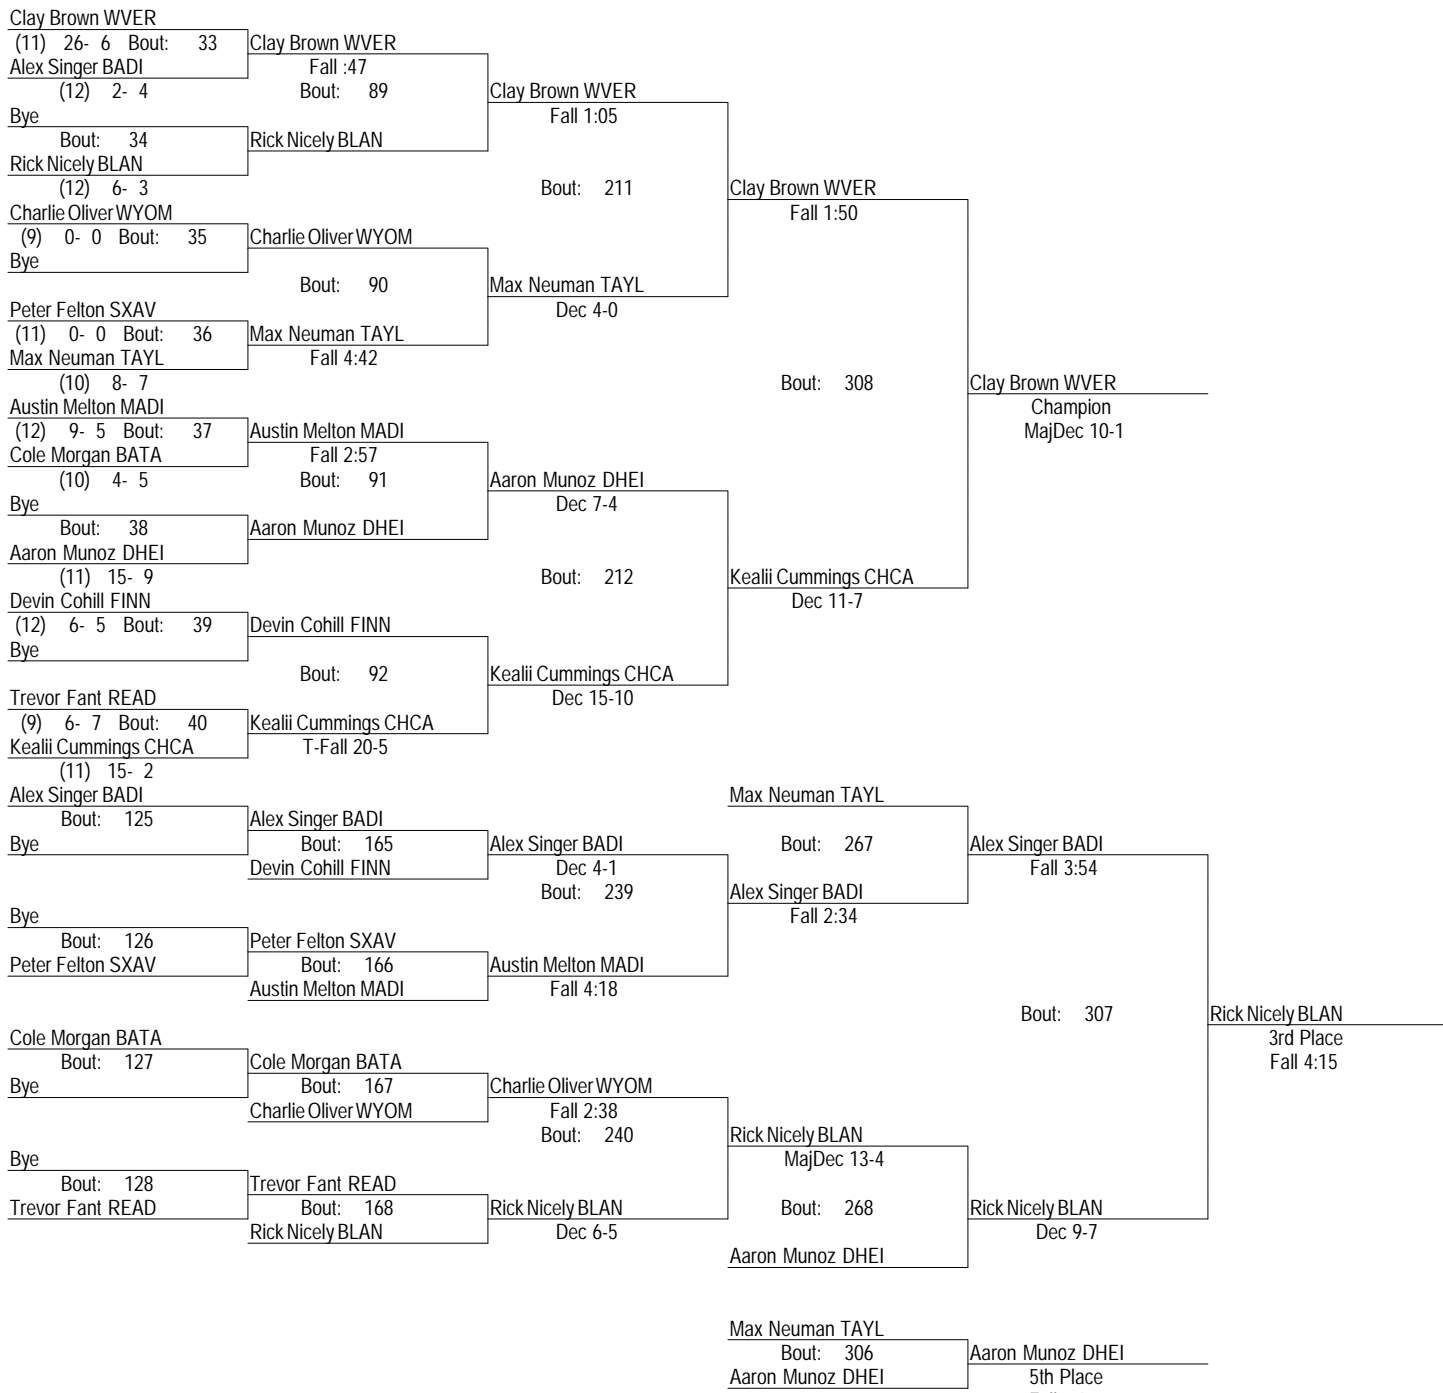 Clay Brown WVER
(11) 26- 6 Bout: 33 Clay Brown WVER
Alex Singer BADI Fall :47
(12) 2- 4 Bout: 89 Clay Brown WVER
Bye Fall 1:05
Bout: 34 Rick Nicely BLAN
Rick Nicely BLAN
(12) 6- 3 Bout: 211 Clay Brown WVER
Charlie Oliver WYOM Fall 1:50
(9) 0- 0 Bout: 35 Charlie Oliver WYOM
Bye
Bout: 90 Max Neuman TAYL
Peter Felton SXAV Dec 4-0
(11) 0- 0 Bout: 36 Max Neuman TAYL
Max Neuman TAYL Fall 4:42
(10) 8- 7 Bout: 308 Clay Brown WVER
Austin Melton MADI Champion
(12) 9- 5 Bout: 37 Austin Melton MADI MajDec 10-1
Cole Morgan BATA Fall 2:57
(10) 4- 5 Bout: 91 Aaron Munoz DHEI
Bye Dec 7-4
Bout: 38 Aaron Munoz DHEI
Aaron Munoz DHEI
(11) 15- 9 Bout: 212 Kealii Cummings CHCA
Devin Cohill FINN Dec 11-7
(12) 6- 5 Bout: 39 Devin Cohill FINN
Bye
Bout: 92 Kealii Cummings CHCA
Trevor Fant READ Dec 15-10
(9) 6- 7 Bout: 40 Kealii Cummings CHCA
Kealii Cummings CHCA T-Fall 20-5
(11) 15- 2
Alex Singer BADI Max Neuman TAYL
Bout: 125 Alex Singer BADI
Bye Bout: 165 Alex Singer BADI Bout: 267 Alex Singer BADI
Devin Cohill FINN Dec 4-1 Fall 3:54
Bout: 239 Alex Singer BADI
Bye Fall 2:34
Bout: 126 Peter Felton SXAV
Peter Felton SXAV Bout: 166 Austin Melton MADI
Austin Melton MADI Fall 4:18
Bout: 307 Rick Nicely BLAN
Cole Morgan BATA 3rd Place
Bout: 127 Cole Morgan BATA Fall 4:15
Bye Bout: 167 Charlie Oliver WYOM
Charlie Oliver WYOM Fall 2:38
Bout: 240 Rick Nicely BLAN
Bye MajDec 13-4
Bout: 128 Trevor Fant READ
Trevor Fant READ Bout: 168 Rick Nicely BLAN Bout: 268 Rick Nicely BLAN
Rick Nicely BLAN Dec 6-5 Dec 9-7
Aaron Munoz DHEI
Max Neuman TAYL
Bout: 306 Aaron Munoz DHEI
Aaron Munoz DHEI 5th Place